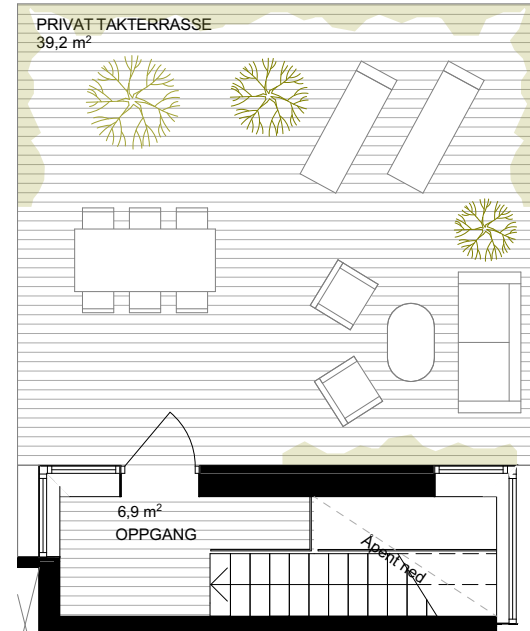 PRIVAT TAKTERRASSE
39,2 m²
6,9 m²
OPPGANG
Åpent ned